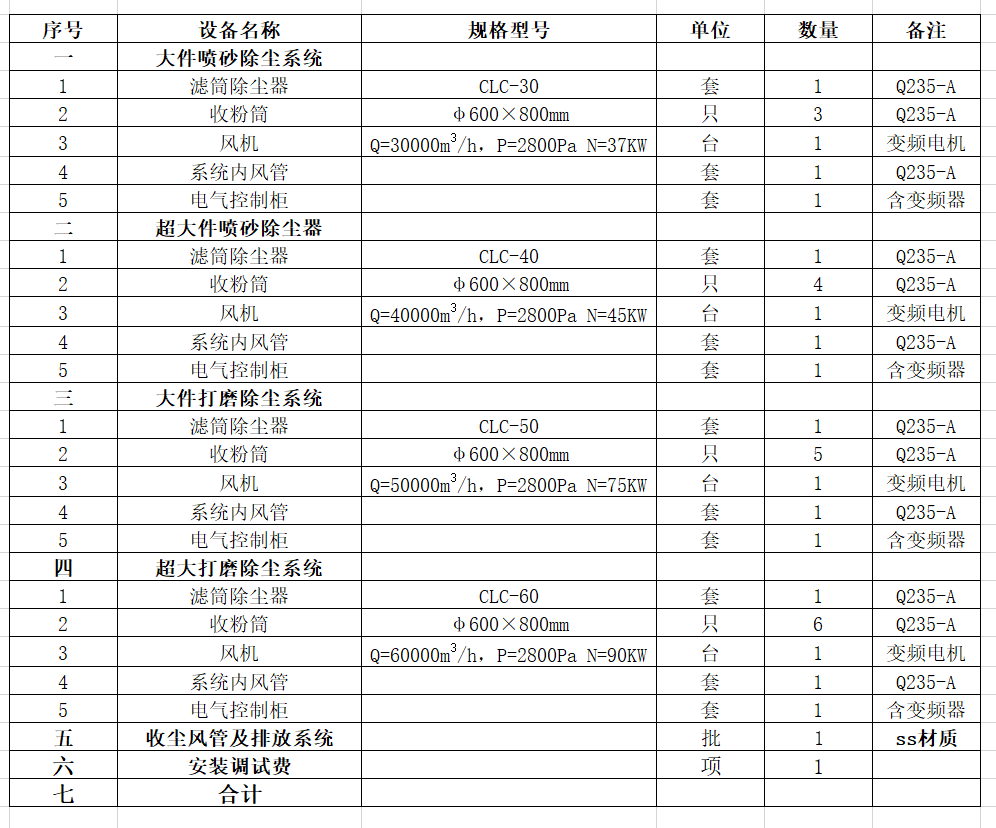 序号 设备名称 规格型号 单位 数量 备注
一 大件喷砂除尘系统
1 滤筒除尘器 CLC-30 套 1 Q235-A
2 收粉筒 φ600×800mm 只 3 Q235-A
3 风机 Q=30000m³/h，P=2800Pa N=37KW 台 1 变频电机
4 系统内风管 套 1 Q235-A
5 电气控制柜 套 1 含变频器
二 超大件喷砂除尘器
1 滤筒除尘器 CLC-40 套 1 Q235-A
2 收粉筒 φ600×800mm 只 4 Q235-A
3 风机 Q=40000m³/h，P=2800Pa N=45KW 台 1 变频电机
4 系统内风管 套 1 Q235-A
5 电气控制柜 套 1 含变频器
三 大件打磨除尘系统
1 滤筒除尘器 CLC-50 套 1 Q235-A
2 收粉筒 φ600×800mm 只 5 Q235-A
3 风机 Q=50000m³/h，P=2800Pa N=75KW 台 1 变频电机
4 系统内风管 套 1 Q235-A
5 电气控制柜 套 1 含变频器
四 超大打磨除尘系统
1 滤筒除尘器 CLC-60 套 1 Q235-A
2 收粉筒 φ600×800mm 只 6 Q235-A
3 风机 Q=60000m³/h，P=2800Pa N=90KW 台 1 变频电机
4 系统内风管 套 1 Q235-A
5 电气控制柜 套 1 含变频器
五 收尘风管及排放系统 批 1 ss材质
六 安装调试费 项 1
七 合计